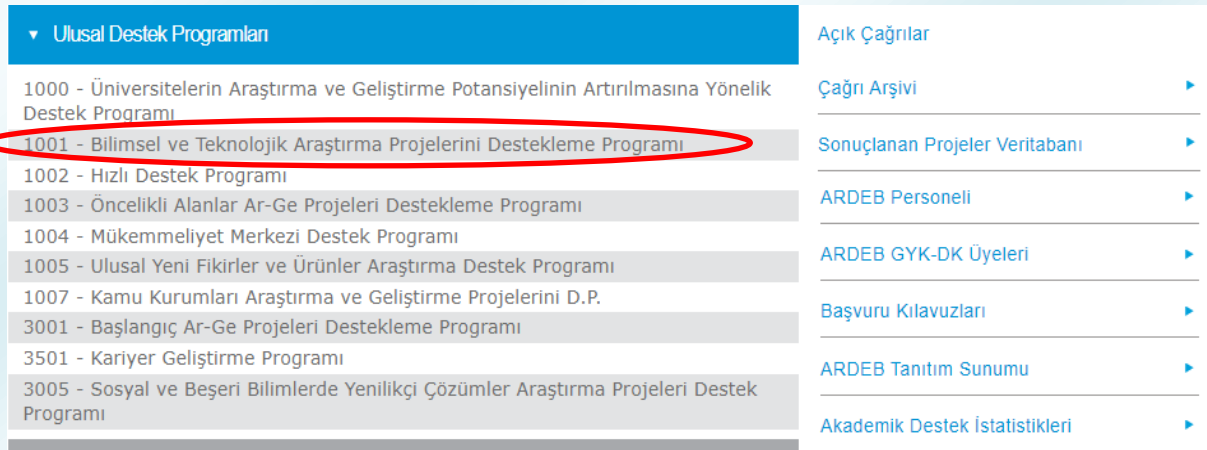 Ulusal Destek Programları
1000 - Üniversitelerin Araştırma ve Geliştirme Potansiyelinin Artırılmasına Yönelik
Destek Programı
1001 - Bilimsel ve Teknolojik Araştırma Projelerini Destekleme Programı
1002 - Hızlı Destek Programı
1003 - Öncelikli Alanlar Ar-Ge Projeleri Destekleme Programı
1004 - Mükemmeliyet Merkezi Destek Programı
1005 - Ulusal Yeni Fikirler ve Ürünler Araştırma Destek Programı
1007 - Kamu Kurumları Araştırma ve Geliştirme Projelerini D.P.
3001 - Başlangıç Ar-Ge Projeleri Destekleme Programı
3501 - Kariyer Geliştirme Programı
3005 - Sosyal ve Beşeri Bilimlerde Yenilikçi Çözümler Araştırma Projeleri Destek
Programı
Açık Çağrılar
Çağrı Arşivi
Sonuçlanan Projeler Veritabanı
ARDEB Personeli
ARDEB GYK-DK Üyeleri
Başvuru Kılavuzları
ARDEB Tanıtım Sunumu
Akademik Destek İstatistikleri